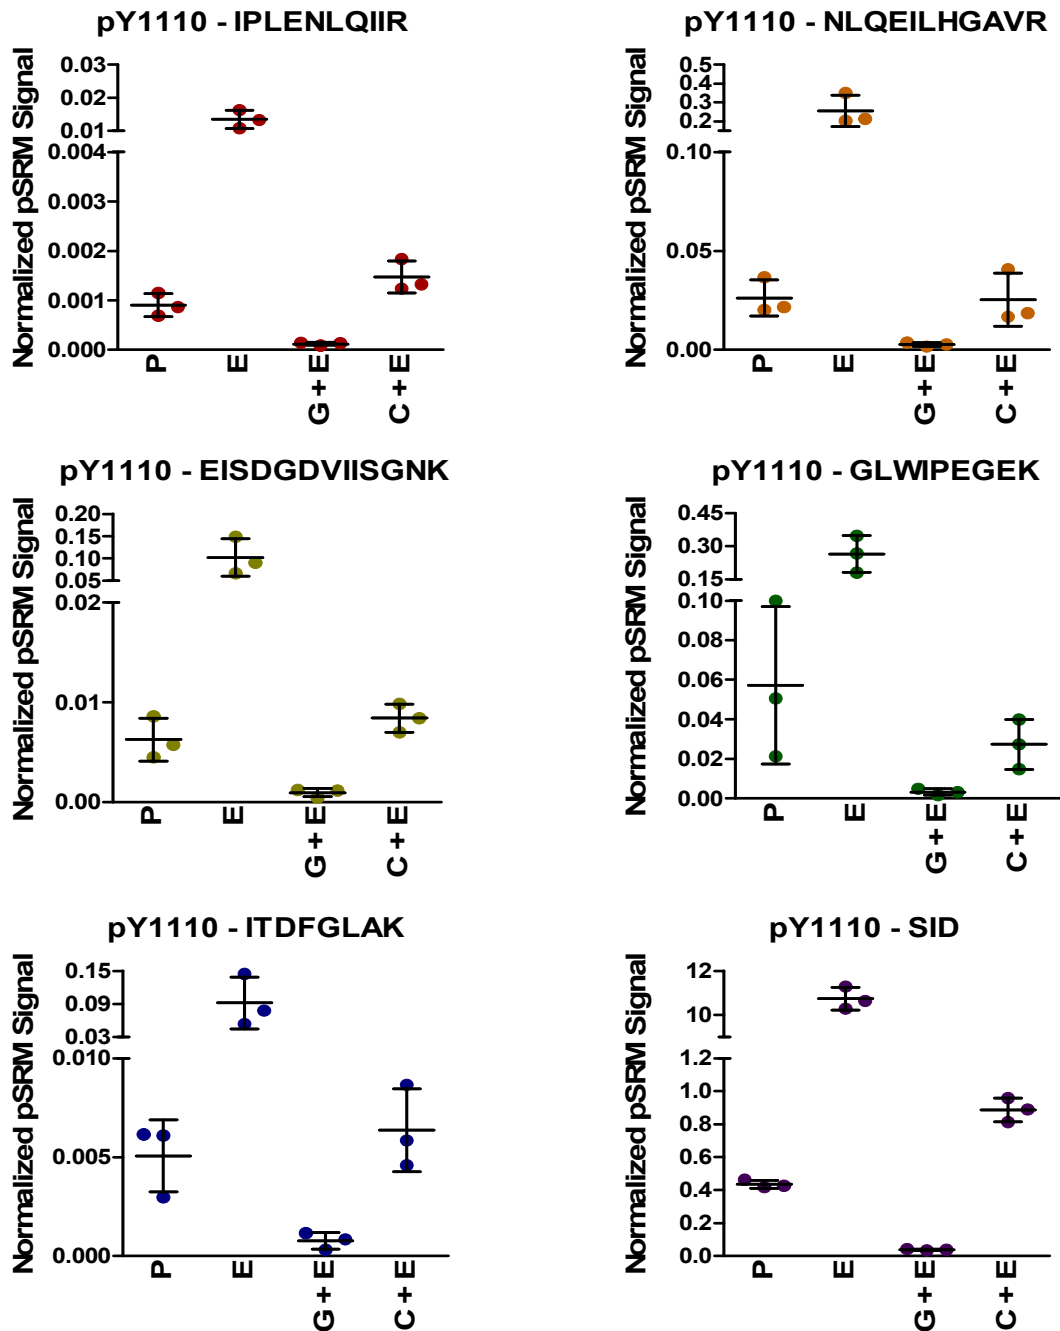 pY1110 - IPLENLQIIR
Normalized pSRM Signal
0.03
0.02
0.01
0.004
0.003
0.002
0.001
0.000
P
E
G + E
C + E
pY1110 - NLQEILHGAVR
Normalized pSRM Signal
0.5
0.4
0.3
0.2
0.10
0.05
0.00
P
E
G + E
C + E
pY1110 - EISDGDVIISGNK
Normalized pSRM Signal
0.20
0.15
0.10
0.05
0.02
0.01
0.00
P
E
G + E
C + E
pY1110 - GLWIPEGEK
Normalized pSRM Signal
0.45
0.30
0.15
0.10
0.08
0.06
0.04
0.02
0.00
P
E
G + E
C + E
pY1110 - ITDFGLAK
Normalized pSRM Signal
0.15
0.09
0.03
0.010
0.005
0.000
P
E
G + E
C + E
pY1110 - SID
Normalized pSRM Signal
12
10
1.2
1.0
0.8
0.6
0.4
0.2
0.0
P
E
G + E
C + E